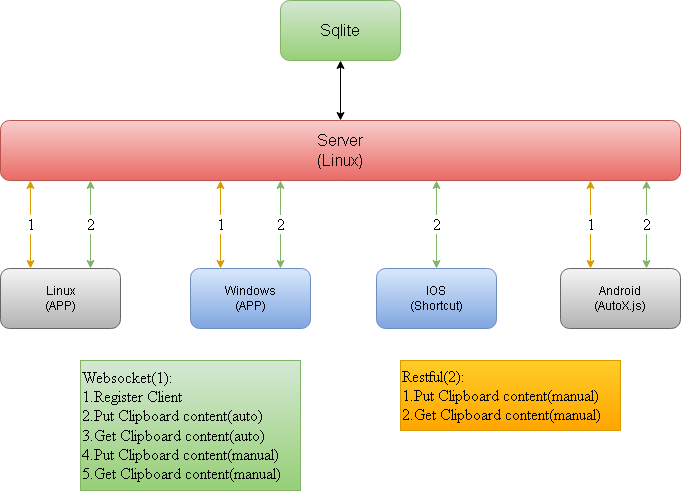 Sqlite
Server
(Linux)
1
2
1
2
2
1
2
Linux
(APP)
Windows
(APP)
IOS
(Shortcut)
Android
(AutoX.js)
Websocket(1):
1.Register Client
2.Put Clipboard content(auto)
3.Get Clipboard content(auto)
4.Put Clipboard content(manual)
5.Get Clipboard content(manual)
Restful(2):
1.Put Clipboard content(manual)
2.Get Clipboard content(manual)